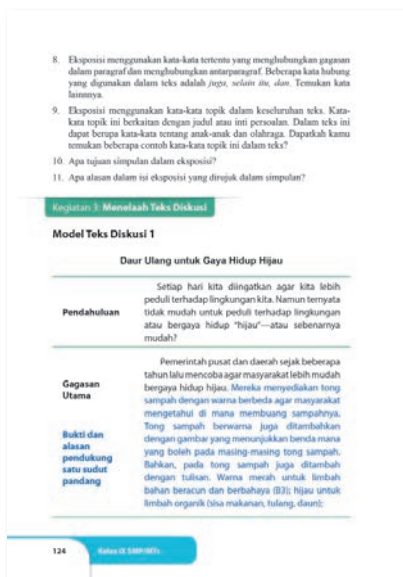 8. Eksposisi menggunakan kata-kata tertentu yang menghubungkan gagasan
dalam paragraf dan menghubungkan antarparagraf. Beberapa kata hubung
yang digunakan dalam teks adalah juga, selain itu, dan. Temukan kata
lainnya.
9. Eksposisi menggunakan kata-kata topik dalam keseluruhan teks. Kata-
kata topik ini berkaitan dengan judul atau inti persoalan. Dalam teks ini
dapat berupa kata-kata tentang anak-anak dan olahraga. Dapatkah kamu
temukan beberapa contoh kata-kata topik ini dalam teks?
10. Apa tujuan simpulan dalam eksposisi?
11. Apa alasan dalam isi eksposisi yang dirujuk dalam simpulan?
Kegiatan 3: Menelaah Teks Diskusi
Model Teks Diskusi 1
Daur Ulang untuk Gaya Hidup Hijau
Pendahuluan
Setiap hari kita diingatkan agar kita lebih
peduli terhadap lingkungan kita. Namun ternyata
tidak mudah untuk peduli terhadap lingkungan
atau bergaya hidup "hijau"—atau sebenarnya
mudah?
Gagasan
Utama
Bukti dan
alasan
pendukung
satu sudut
pandang
Pemerintah pusat dan daerah sejak beberapa
tahun lalu mencoba agar masyarakat lebih mudah
bergaya hidup hijau. Mereka menyediakan tong
sampah dengan warna berbeda agar masyarakat
mengetahui di mana membuang sampahnya.
Tong sampah berwarna juga ditambahkan
dengan gambar yang menunjukkan benda mana
yang boleh pada masing-masing tong sampah.
Bahkan, pada tong sampah juga ditambah
dengan tulisan. Warna merah untuk limbah
bahan beracun dan berbahaya (B3); hijau untuk
limbah organik (sisa makanan, tulang, daun);
124 Kelas IX SMP/MTs